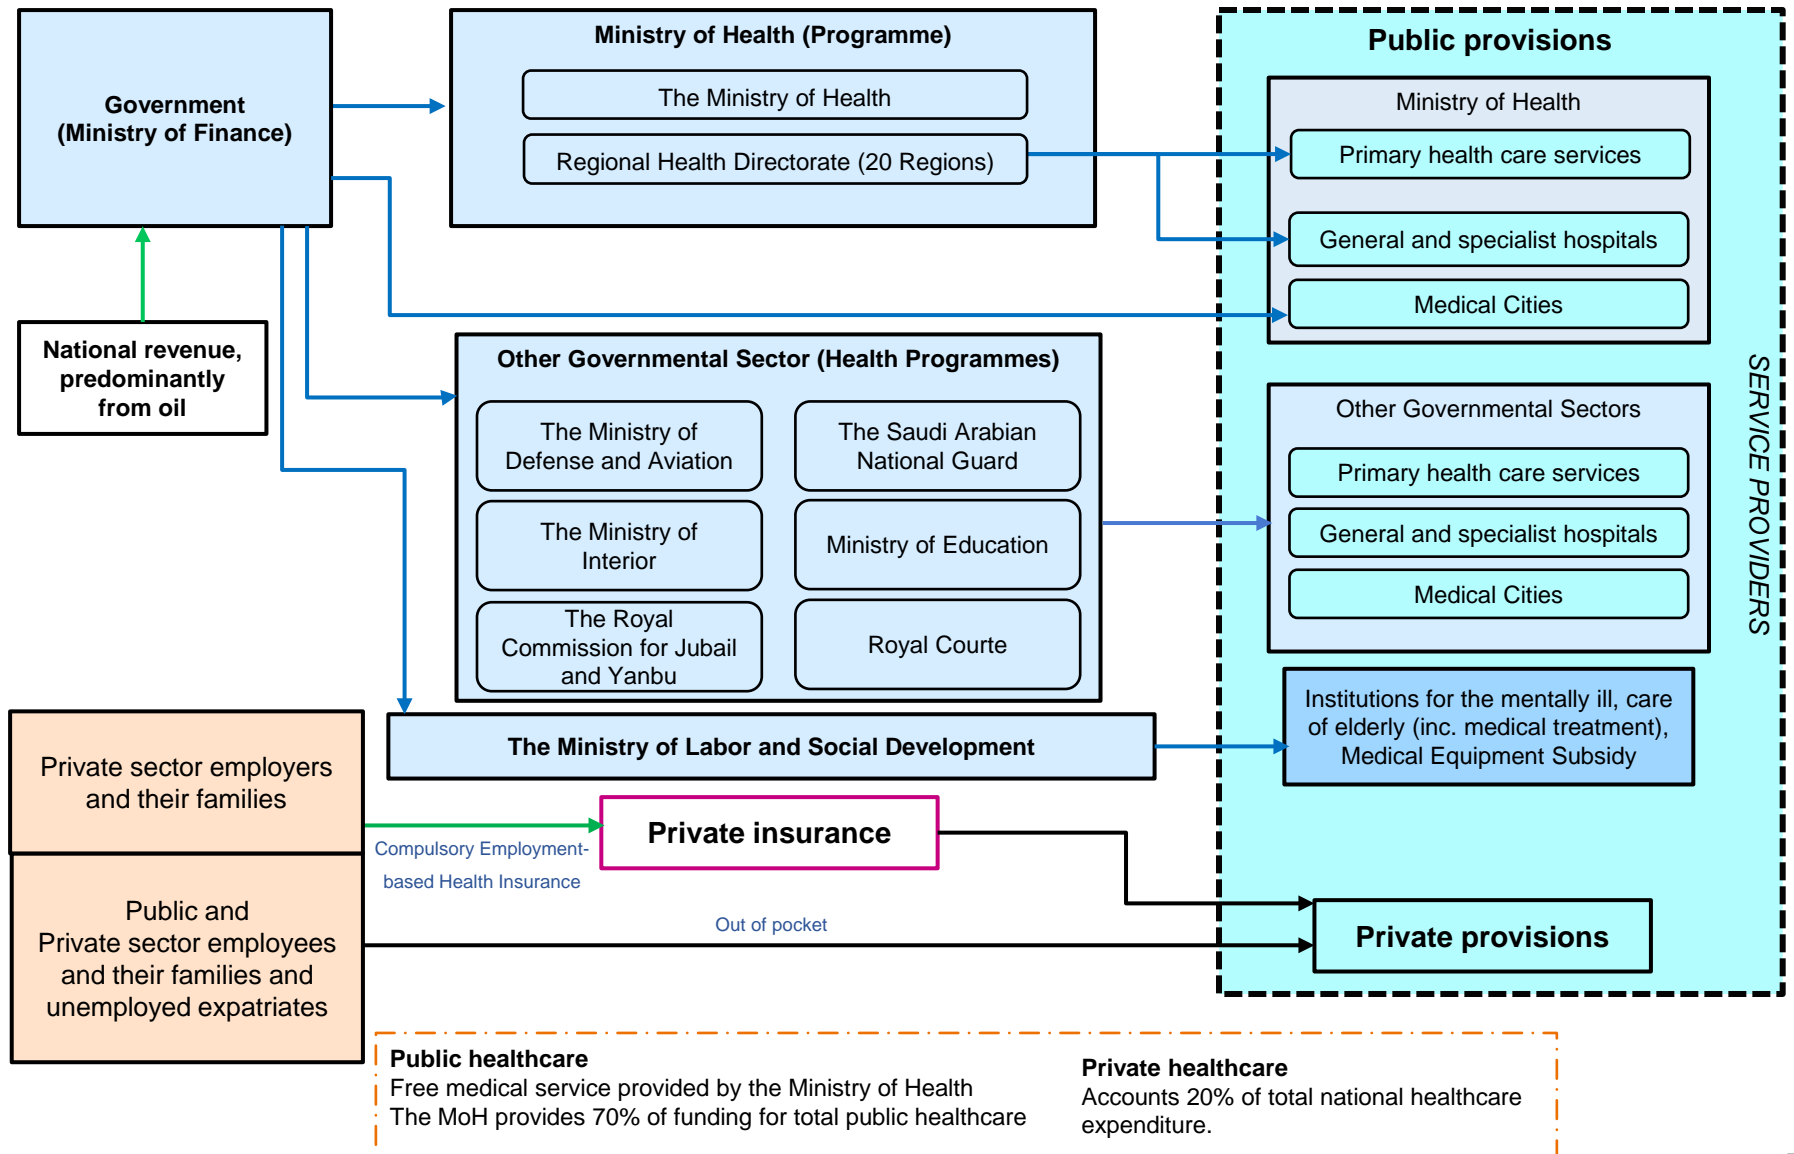 Government
(Ministry of Finance)
National revenue,
predominantly
from oil
Ministry of Health (Programme)
The Ministry of Health
Regional Health Directorate (20 Regions)
Other Governmental Sector (Health Programmes)
The Ministry of
Defense and Aviation
The Saudi Arabian
National Guard
The Ministry of
Interior
Ministry of Education
The Royal
Commission for Jubail
and Yanbu
Royal Courte
The Ministry of Labor and Social Development
Public provisions
Ministry of Health
Primary health care services
General and specialist hospitals
Medical Cities
Other Governmental Sectors
Primary health care services
General and specialist hospitals
Medical Cities
Institutions for the mentally ill, care
of elderly (inc. medical treatment),
Medical Equipment Subsidy
SERVICE PROVIDERS
Private sector employers
and their families
Compulsory Employment-
based Health Insurance
Private insurance
Public and
Private sector employees
and their families and
unemployed expatriates
Out of pocket
Private provisions
Public healthcare
Free medical service provided by the Ministry of Health
The MoH provides 70% of funding for total public healthcare
Private healthcare
Accounts 20% of total national healthcare
expenditure.